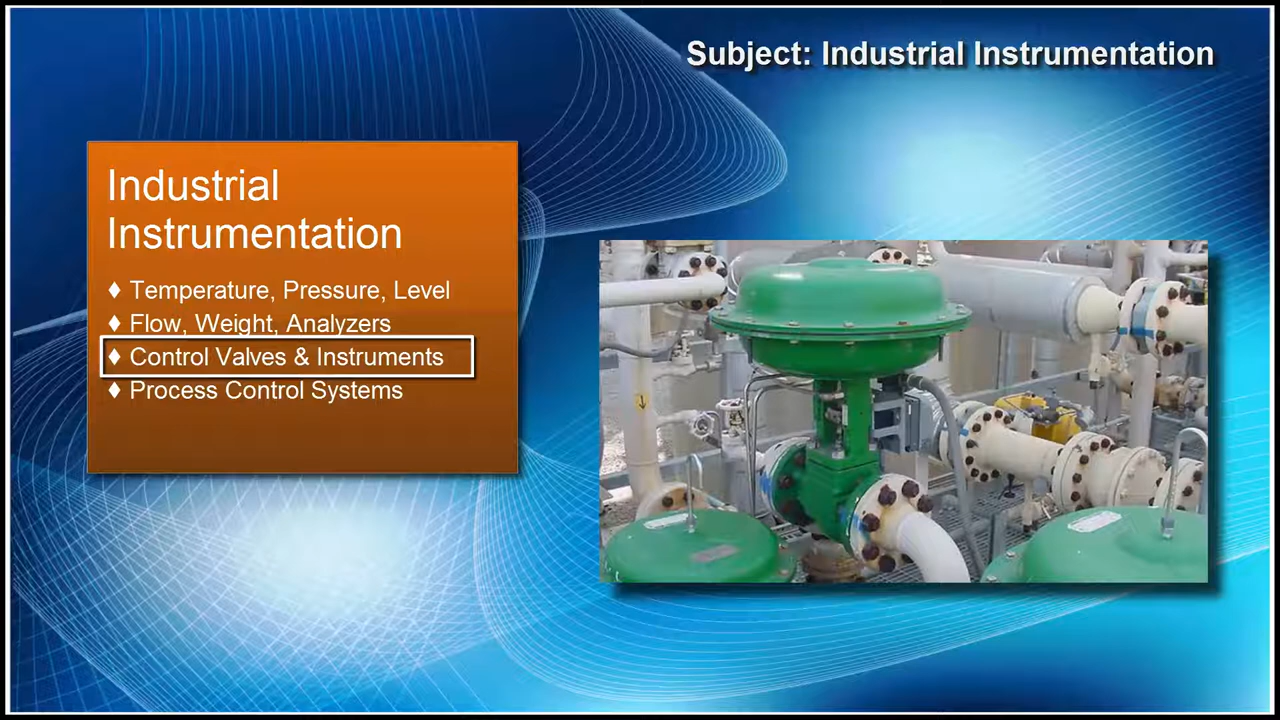 Subject: Industrial Instrumentation
Industrial
Instrumentation
♦ Temperature, Pressure, Level
♦ Flow, Weight, Analyzers
♦ Control Valves & Instruments
♦ Process Control Systems